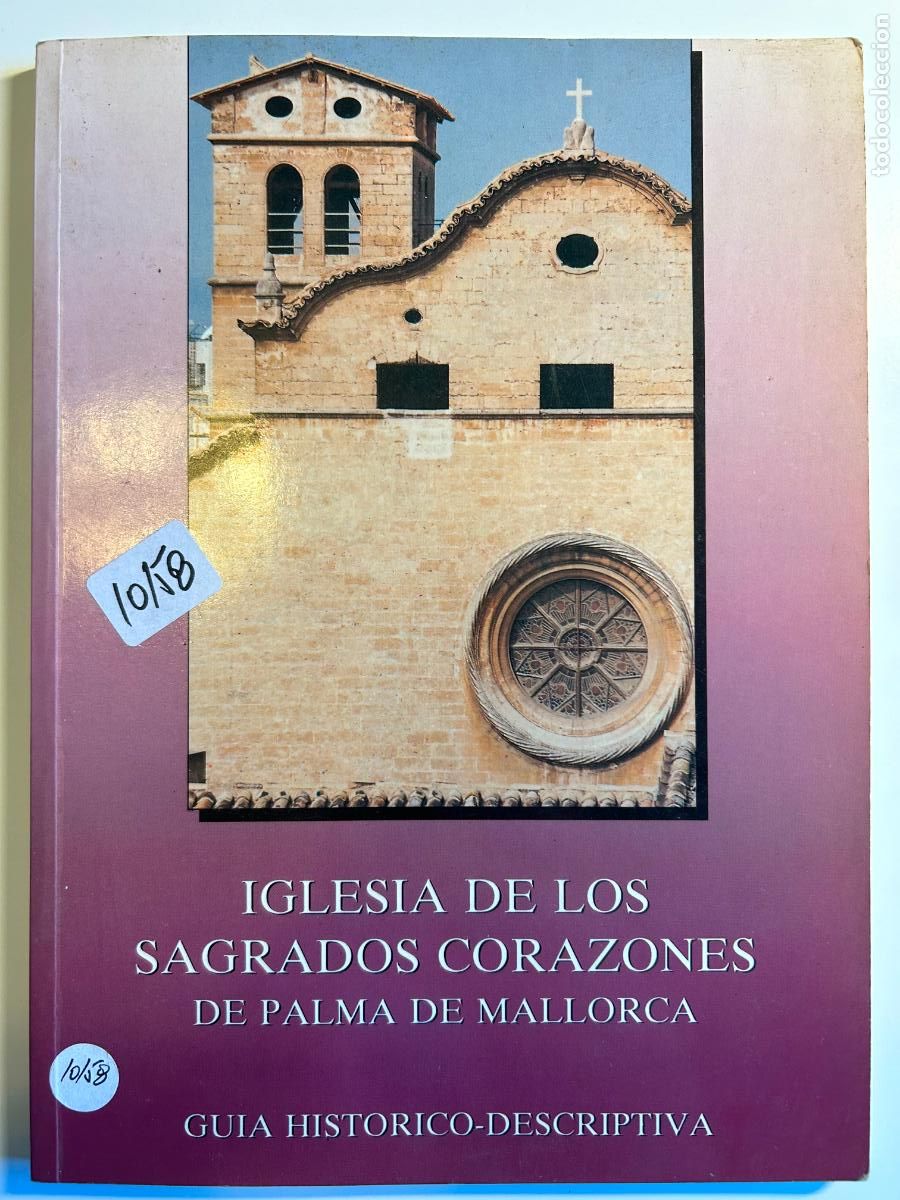 todocoleccion
10/58
IGLESIA DE LOS
SAGRADOS CORAZONES
DE PALMA DE MALLORCA
10/58
GUIA HISTORICO-DESCRIPTIVA